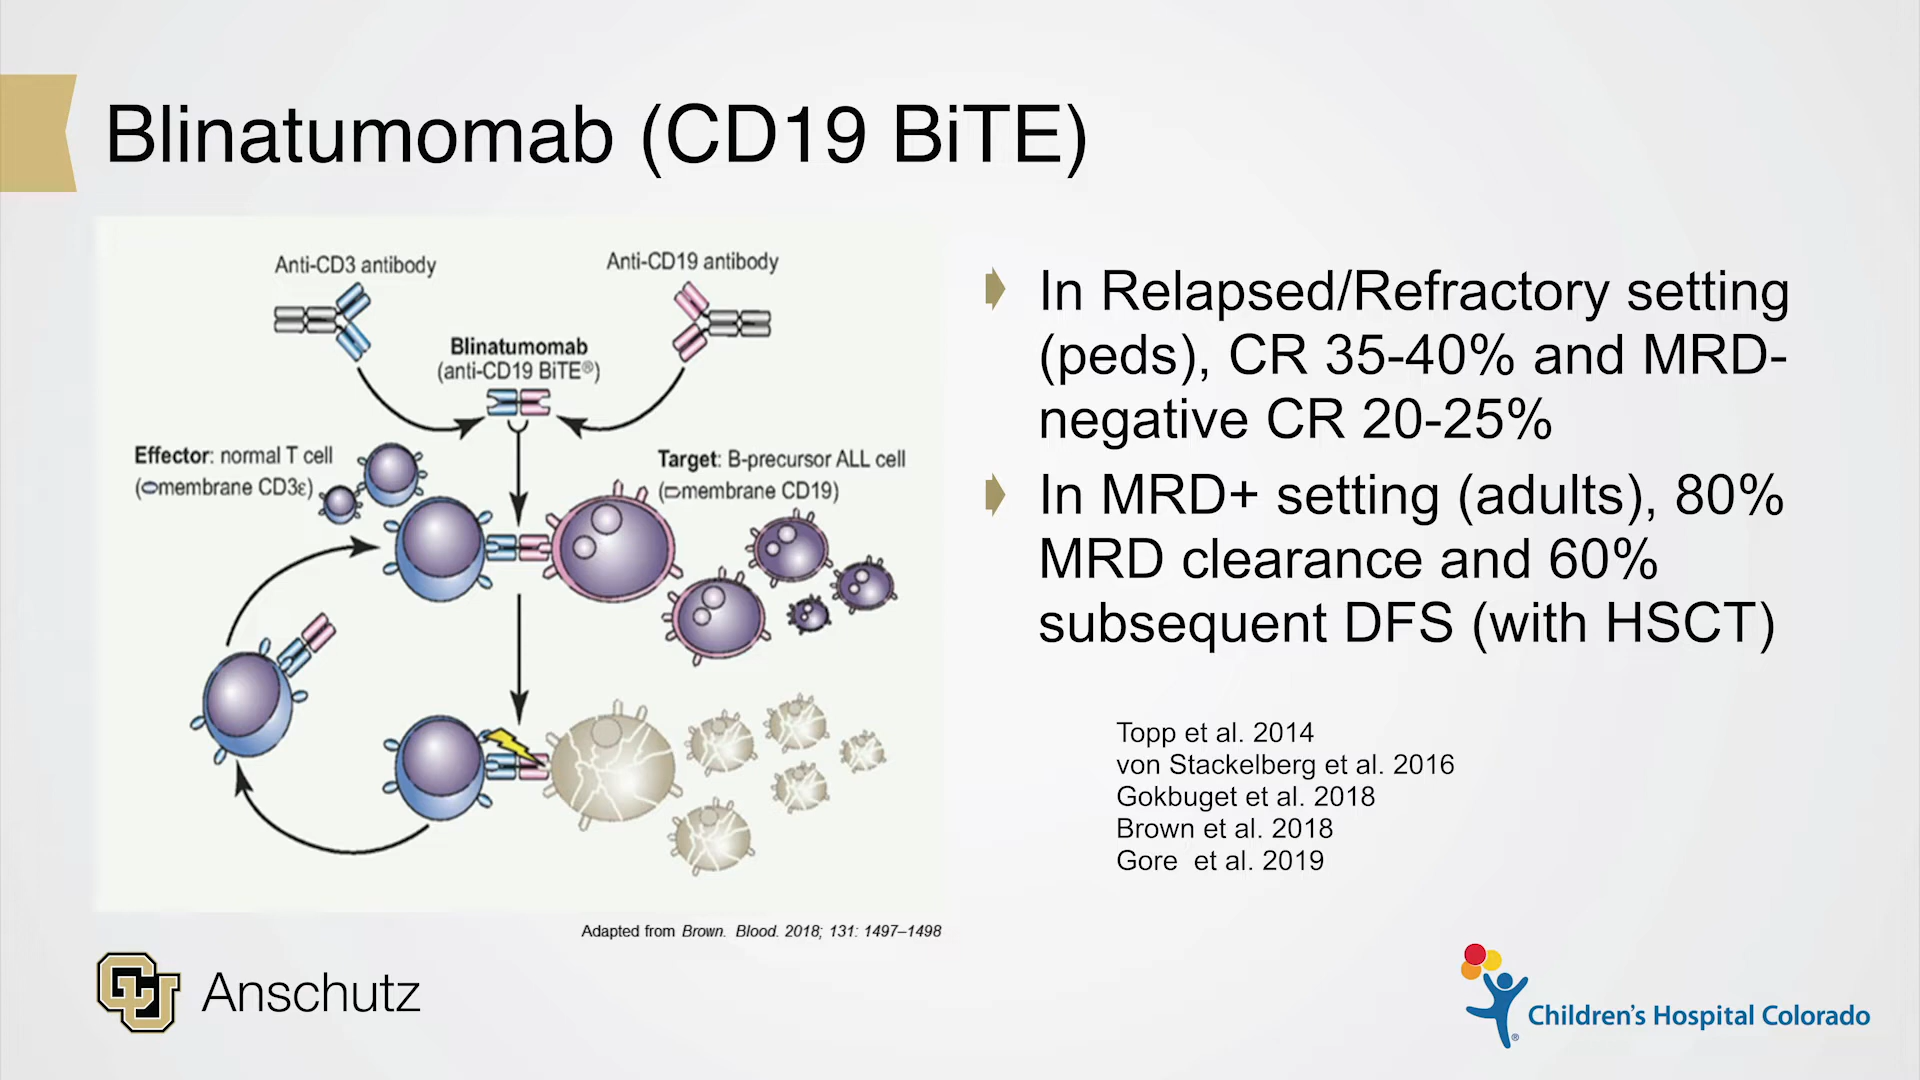 Blinatumomab (CD19 BiTE)
Anti-CD3 antibody
Anti-CD19 antibody
Blinatumomab
(anti-CD19 BiTE®)
Effector: normal T cell
(membrane CD3ε)
Target: B-precursor ALL cell
(membrane CD19)
Adapted from Brown. Blood. 2018; 131: 1497–1498
In Relapsed/Refractory setting
(peds), CR 35-40% and MRD-
negative CR 20-25%
In MRD+ setting (adults), 80%
MRD clearance and 60%
subsequent DFS (with HSCT)
Topp et al. 2014
von Stackelberg et al. 2016
Gokbuget et al. 2018
Brown et al. 2018
Gore et al. 2019
CU Anschutz
Children's Hospital Colorado
®